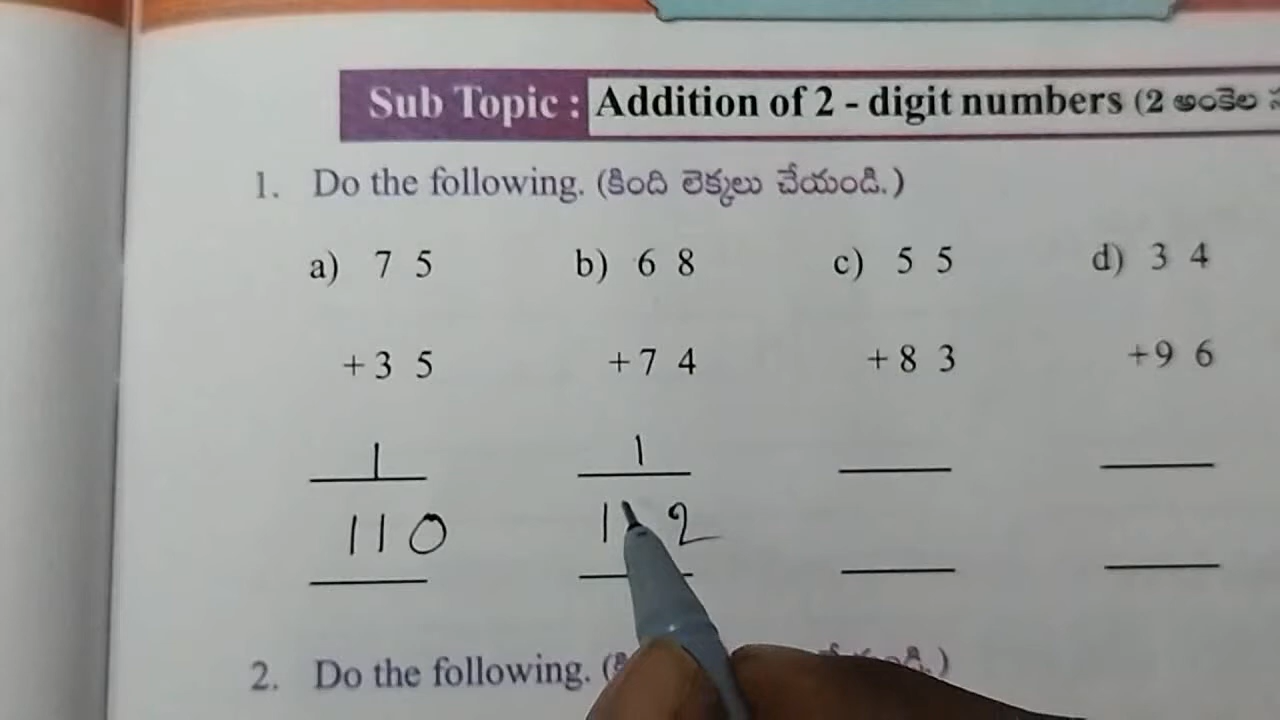 Sub Topic : Addition of 2 - digit numbers (2 అంకెల
1. Do the following. (కింది లెక్కలు చేయండి.)
a) 7 5 b) 6 8 c) 5 5 d) 3 4
+3 5 +7 4 +8 3 +9 6
1 1
110 1 2
2. Do the following.